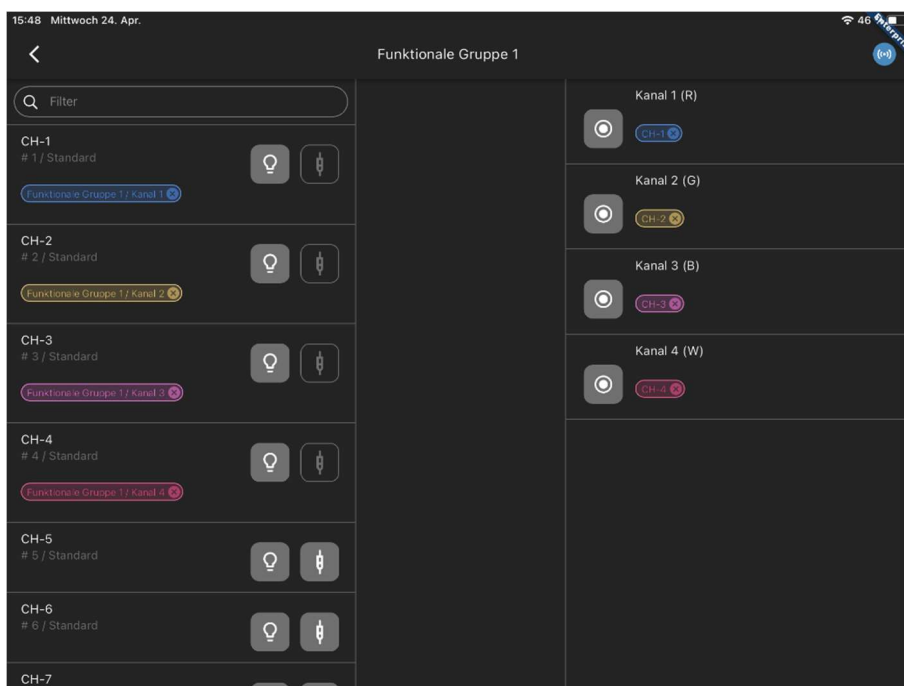 15:48 Mittwoch 24. Apr.
46
Funktionale Gruppe 1
Filter
CH-1
# 1 / Standard
Funktionale Gruppe 1 / Kanal 1
CH-2
# 2 / Standard
Funktionale Gruppe 1 / Kanal 2
CH-3
# 3 / Standard
Funktionale Gruppe 1 / Kanal 3
CH-4
# 4 / Standard
Funktionale Gruppe 1 / Kanal 4
CH-5
# 5 / Standard
CH-6
# 6 / Standard
CH-7
Kanal 1 (R)
CH-1
Kanal 2 (G)
CH-2
Kanal 3 (B)
CH-3
Kanal 4 (W)
CH-4